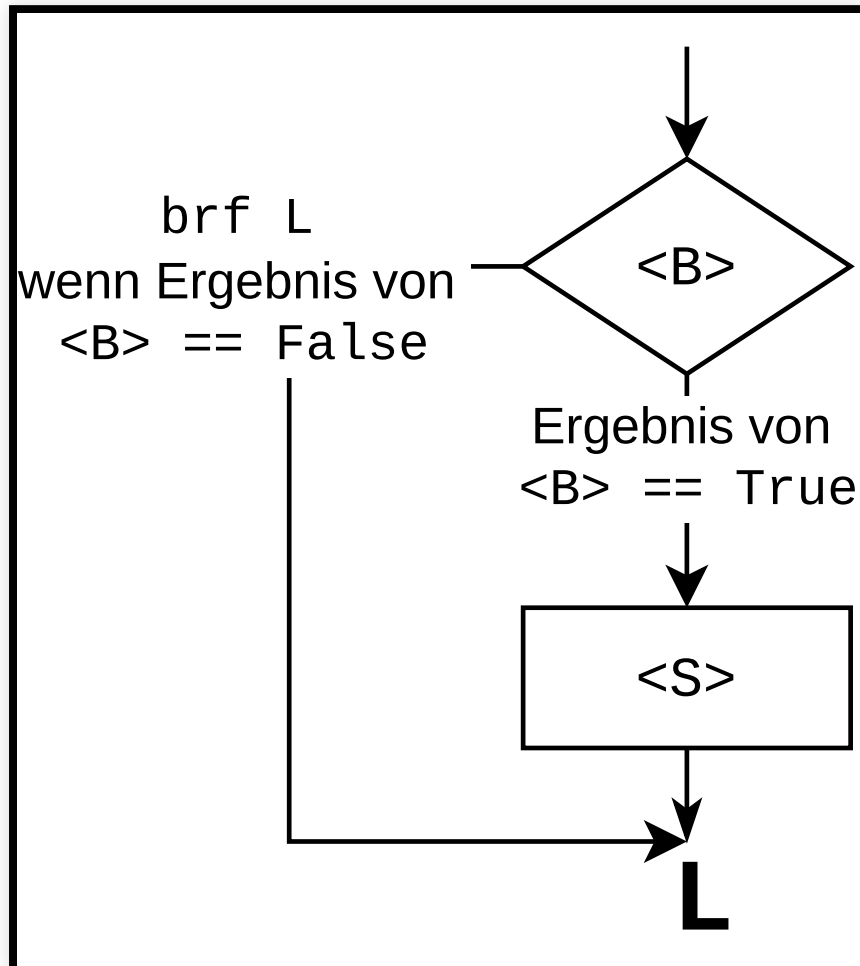 brf L
wenn Ergebnis von
<B> == False
<B>
Ergebnis von
<B> == True
<S>
L